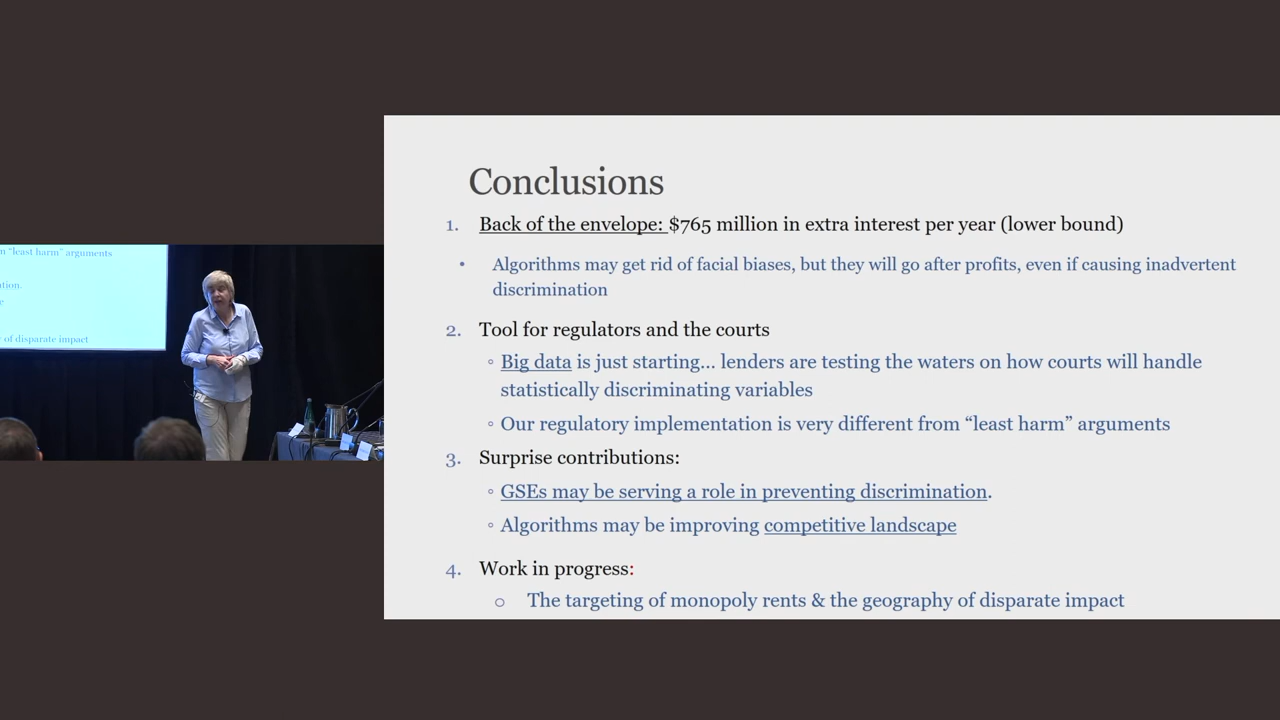 Conclusions
1. Back of the envelope: $765 million in extra interest per year (lower bound)
• Algorithms may get rid of facial biases, but they will go after profits, even if causing inadvertent
discrimination
2. Tool for regulators and the courts
◦ Big data is just starting... lenders are testing the waters on how courts will handle
statistically discriminating variables
◦ Our regulatory implementation is very different from “least harm” arguments
3. Surprise contributions:
◦ GSEs may be serving a role in preventing discrimination.
◦ Algorithms may be improving competitive landscape
4. Work in progress:
o The targeting of monopoly rents & the geography of disparate impact
“least harm” arguments
of disparate impact